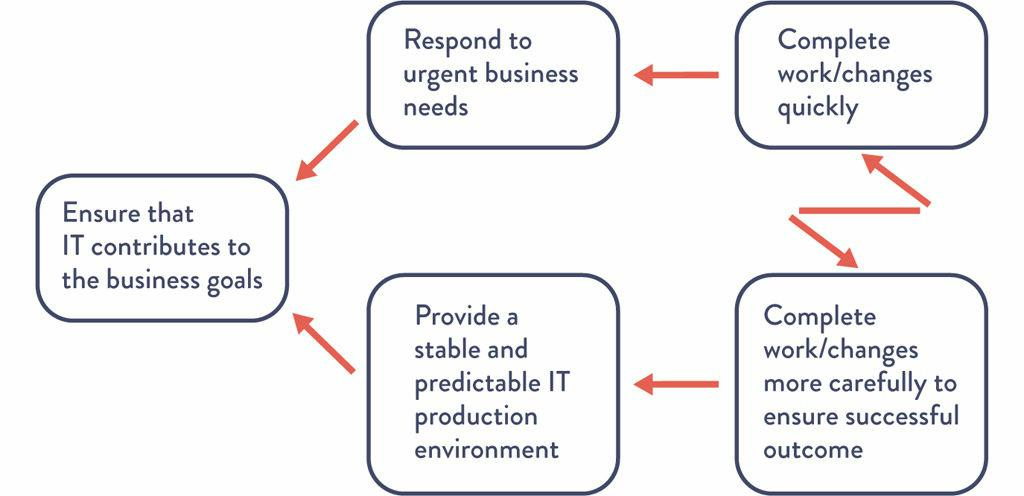 Respond to
urgent business
needs
Complete
work/changes
quickly
Ensure that
IT contributes to
the business goals
Provide a
stable and
predictable IT
production
environment
Complete
work/changes
more carefully to
ensure successful
outcome